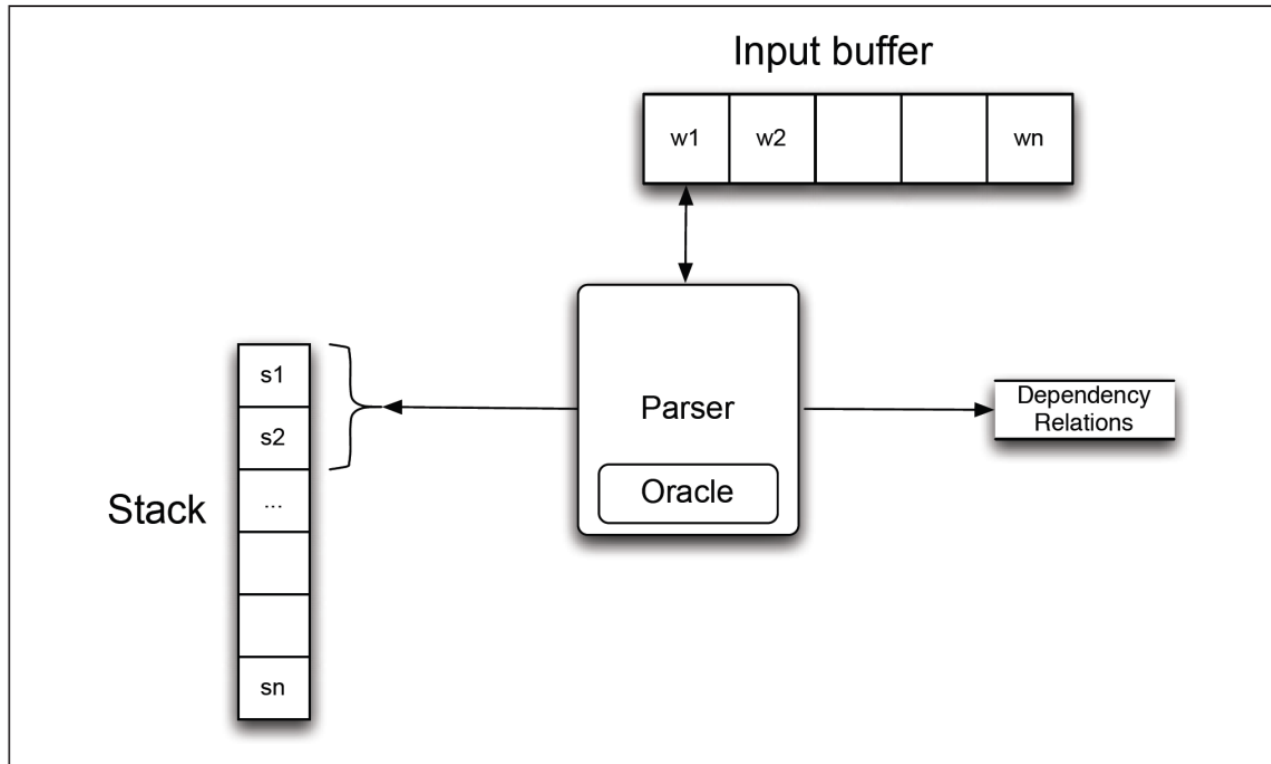 Input buffer
w1 w2 wn
s1
s2
...
sn
Stack
Parser
Oracle
Dependency
Relations